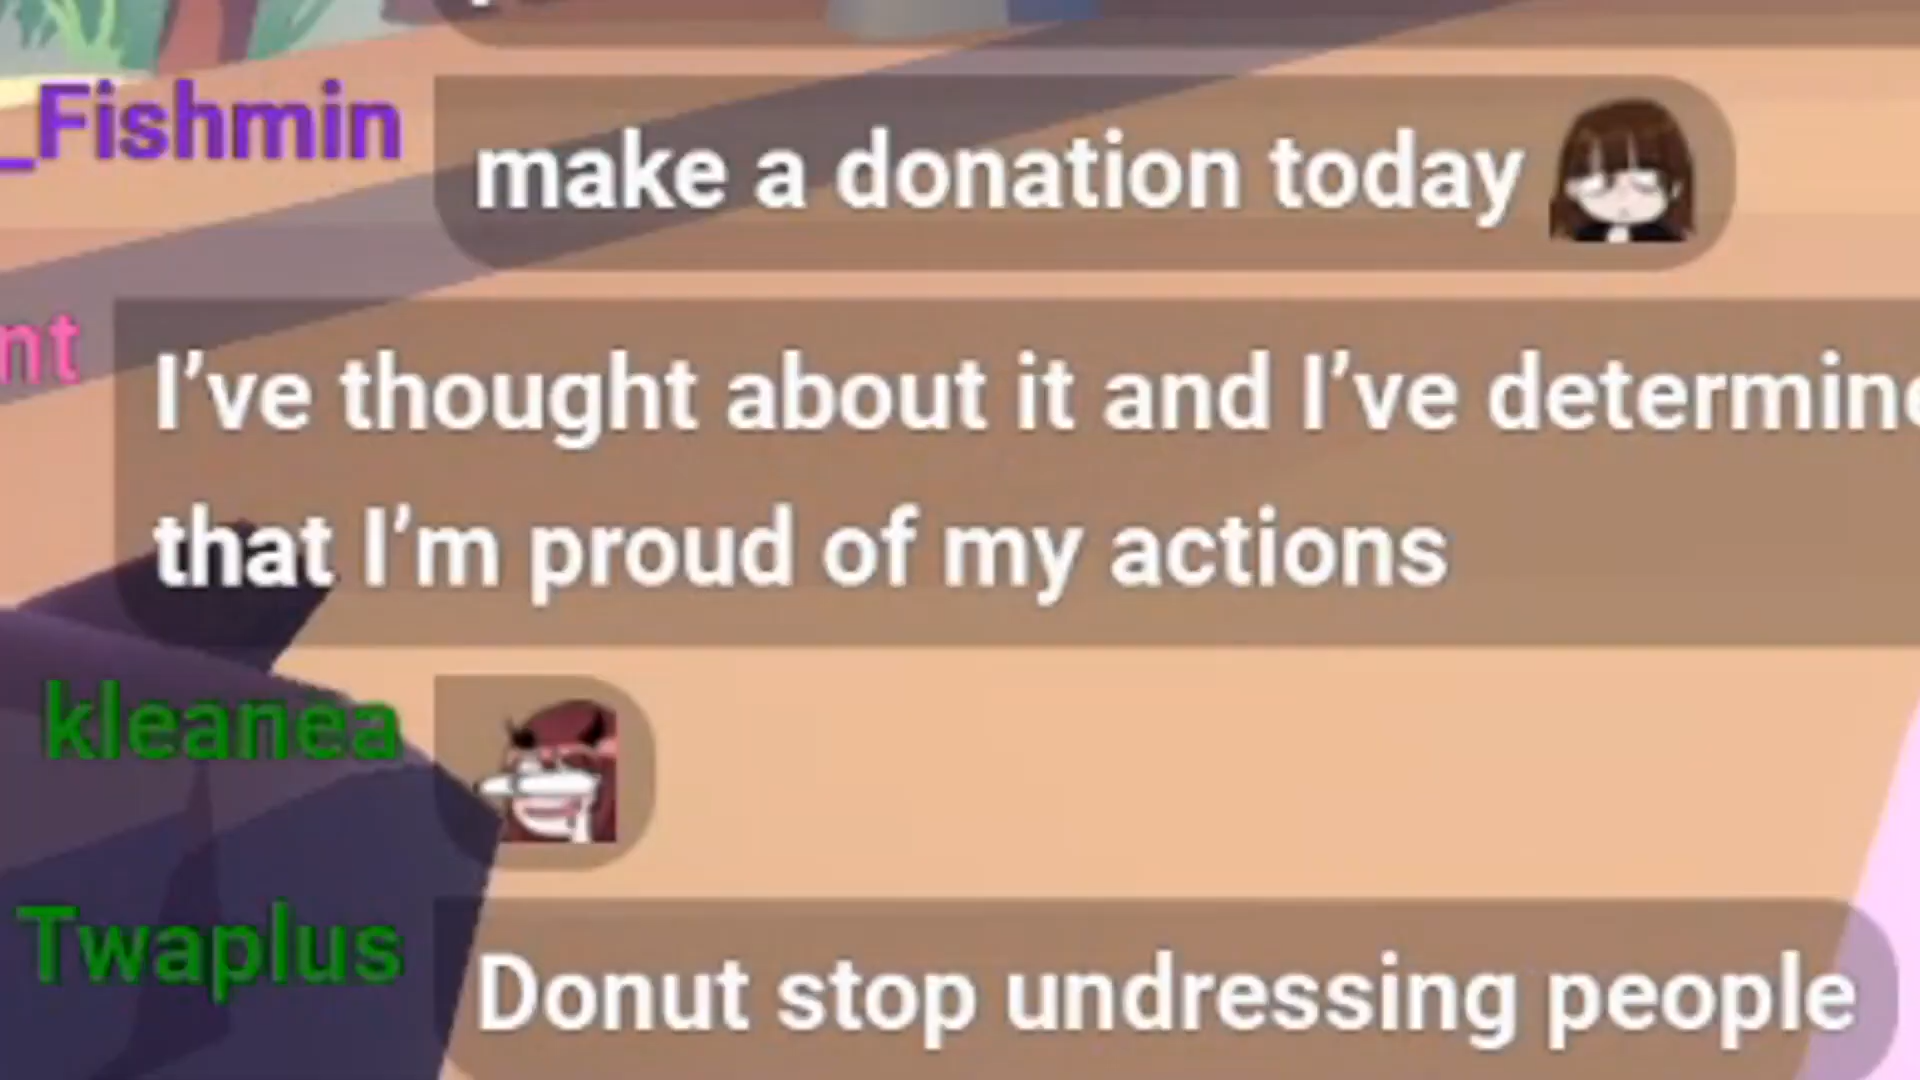 _Fishmin
make a donation today
nt
I’ve thought about it and I’ve
that I’m proud of my actions
kleanea
Twaplus
Donut stop undressing people